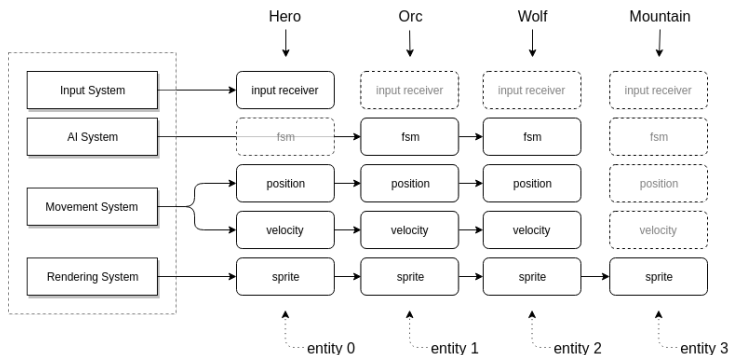 Hero Orc Wolf Mountain
Input System input receiver input receiver input receiver input receiver
AI System fsm fsm fsm fsm
position position position position
Movement System
velocity velocity velocity velocity
Rendering System sprite sprite sprite sprite
entity 0 entity 1 entity 2 entity 3